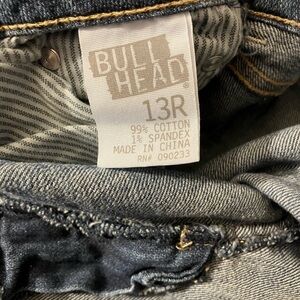 BULL
HEAD®
13R
99% COTTON
1% SPANDEX
MADE IN CHINA
RN# 090233